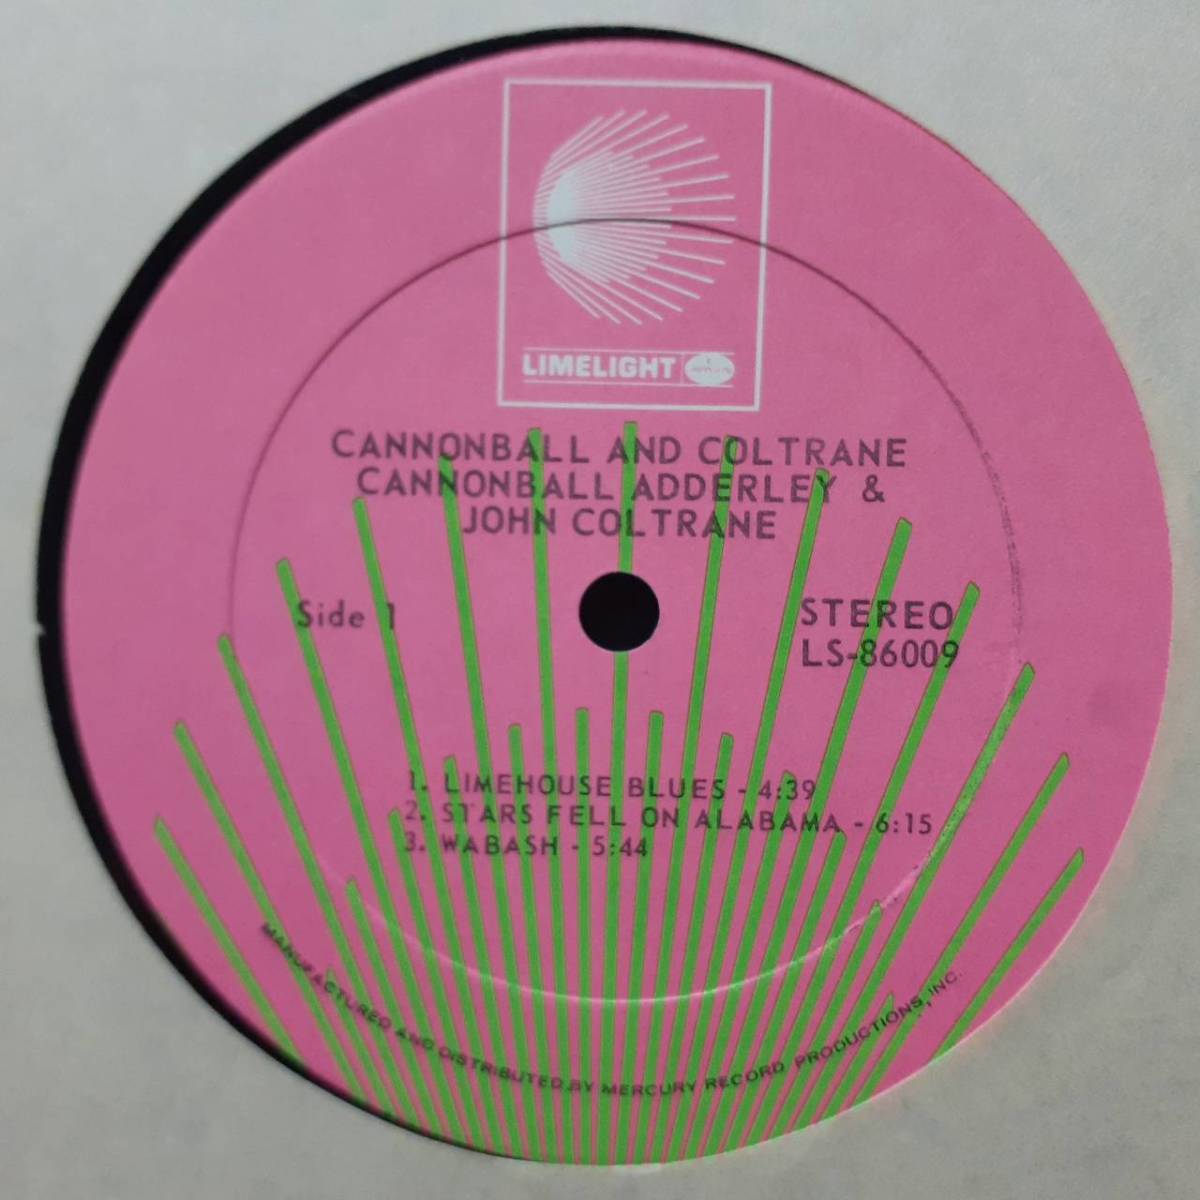 LIMELIGHT
CANNONBALL AND COLTRANE
CANNONBALL ADDERLEY &
JOHN COLTRANE
Side 1
STEREO
LS-86009
1. LIMEHOUSE BLUES - 4:39
2. STARS FELL ON ALABAMA - 6:15
3. WABASH - 5:44
MANUFACTURED AND DISTRIBUTED BY MERCURY RECORD PRODUCTIONS, INC.